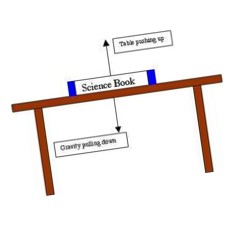 Table pushing up
Science Book
Gravity pulling down